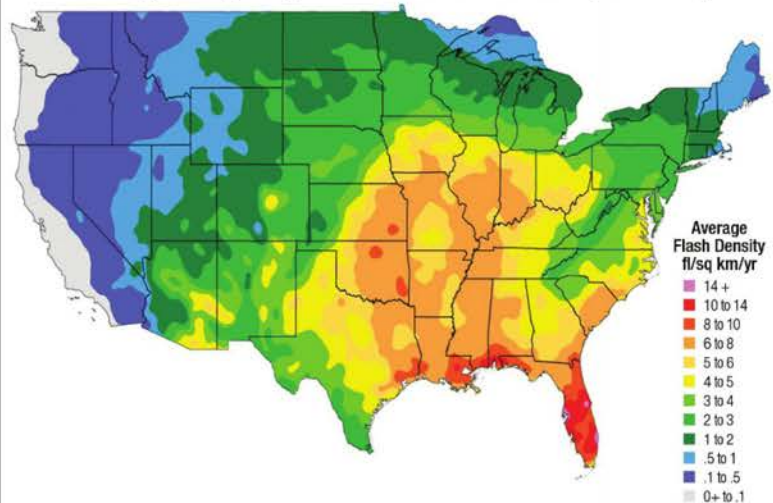 Average
Flash Density
fl/sq km/yr
14 +
10 to 14
8 to 10
6 to 8
5 to 6
4 to 5
3 to 4
2 to 3
1 to 2
.5 to 1
.1 to .5
0+ to .1